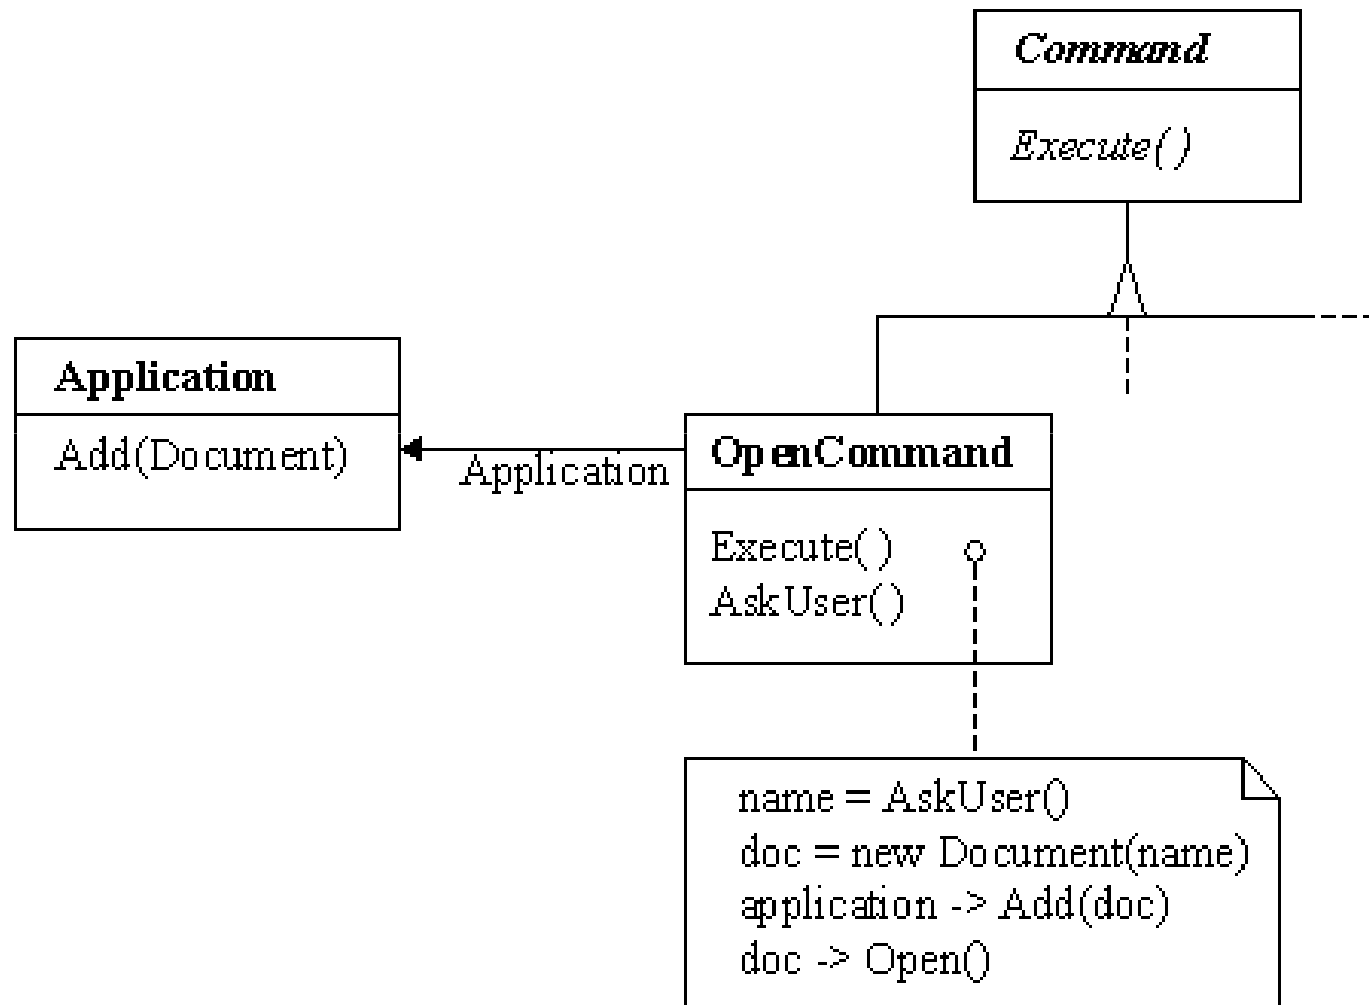 Command
Execute()
Application
Add(Document)
Application
OpenCommand
Execute()
AskUser()
name = AskUser()
doc = new Document(name)
application -> Add(doc)
doc -> Open()